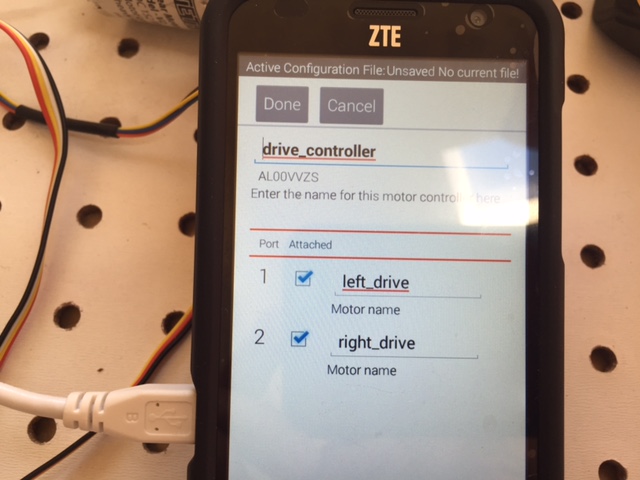 ZTE
Active Configuration File: Unsaved No current file!
Done Cancel
drive_controller
AL00VVZS
Enter the name for this motor controller here
Port Attached
1 left_drive
Motor name
2 right_drive
Motor name